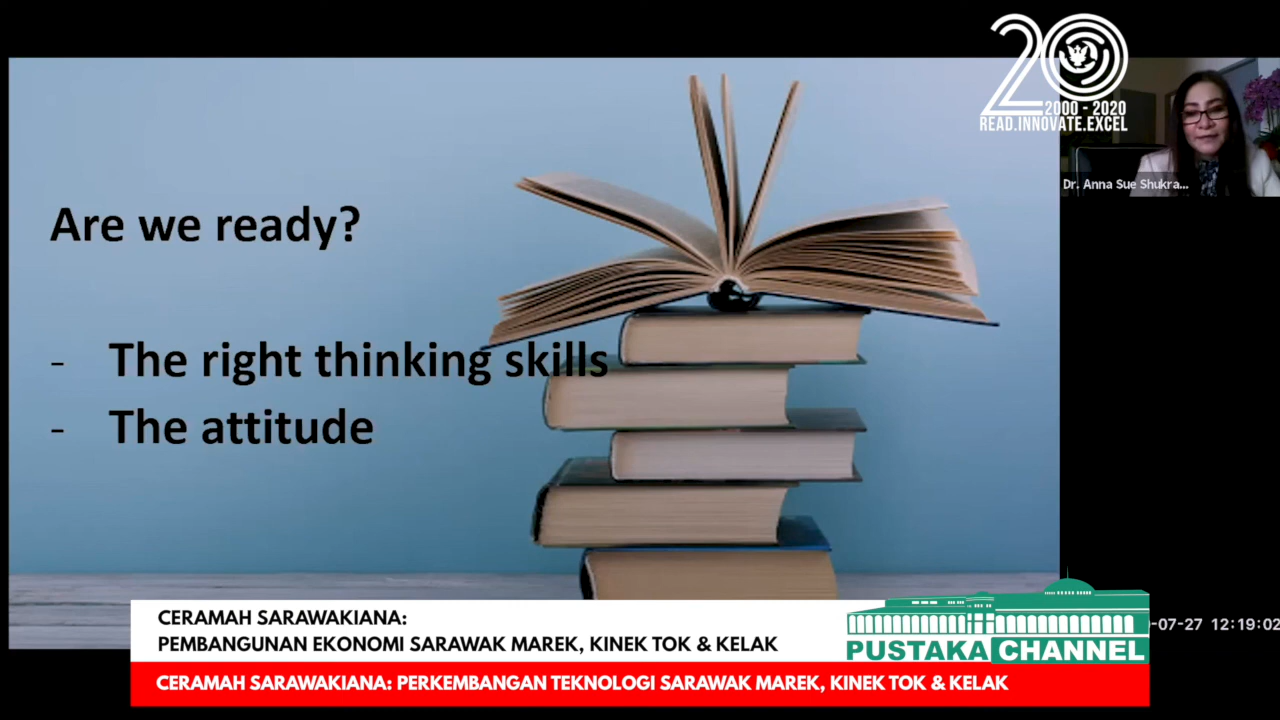 20
2000 - 2020
READ.INNOVATE.EXCEL
Dr. Anna Sue Shukra...
Are we ready?
- The right thinking skills
- The attitude
CERAMAH SARAWAKIANA:
PEMBANGUNAN EKONOMI SARAWAK MAREK, KINEK TOK & KELAK
PUSTAKA CHANNEL
-07-27 12:19:02
CERAMAH SARAWAKIANA: PERKEMBANGAN TEKNOLOGI SARAWAK MAREK, KINEK TOK & KELAK